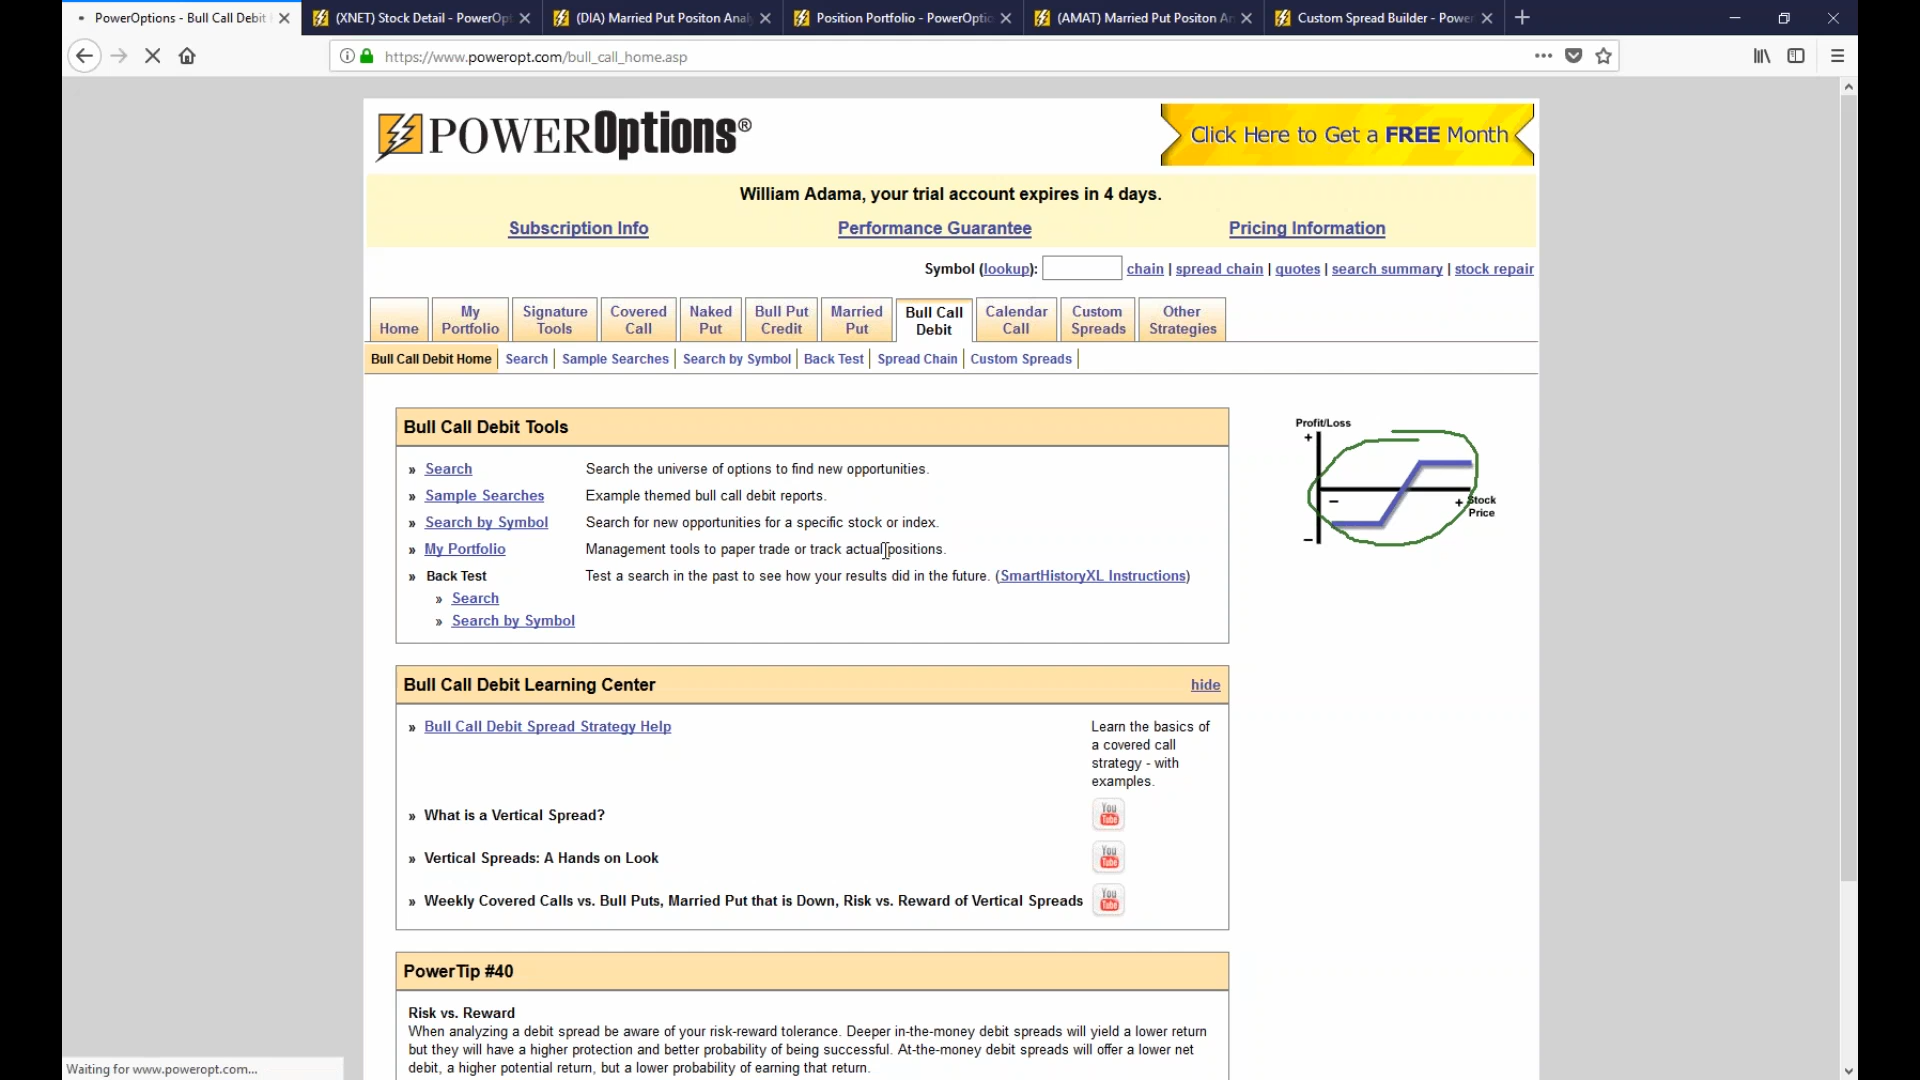 PowerOptions - Bull Call Debit
(XNET) Stock Detail - PowerOpt
(DIA) Married Put Positon Anal
Position Portfolio - PowerOptio
(AMAT) Married Put Positon An
Custom Spread Builder - Power
https://www.poweropt.com/bull_call_home.asp
POWEROptions®
Click Here to Get a FREE Month
William Adama, your trial account expires in 4 days.
Subscription Info
Performance Guarantee
Pricing Information
Symbol (lookup): chain | spread chain | quotes | search summary | stock repair
Home
My Portfolio
Signature Tools
Covered Call
Naked Put
Bull Put Credit
Married Put
Bull Call Debit
Calendar Call
Custom Spreads
Other Strategies
Bull Call Debit Home | Search | Sample Searches | Search by Symbol | Back Test | Spread Chain | Custom Spreads |
Bull Call Debit Tools
» Search Search the universe of options to find new opportunities.
» Sample Searches Example themed bull call debit reports.
» Search by Symbol Search for new opportunities for a specific stock or index.
» My Portfolio Management tools to paper trade or track actual positions.
» Back Test Test a search in the past to see how your results did in the future. (SmartHistoryXL Instructions)
» Search
» Search by Symbol
Profit/Loss
+
−
+ Stock
Price
−
Bull Call Debit Learning Center
hide
» Bull Call Debit Spread Strategy Help
Learn the basics of
a covered call
strategy - with
examples.
» What is a Vertical Spread?
You Tube
» Vertical Spreads: A Hands on Look
You Tube
» Weekly Covered Calls vs. Bull Puts, Married Put that is Down, Risk vs. Reward of Vertical Spreads
You Tube
PowerTip #40
Risk vs. Reward
When analyzing a debit spread be aware of your risk-reward tolerance. Deeper in-the-money debit spreads will yield a lower return
but they will have a higher protection and better probability of being successful. At-the-money debit spreads will offer a lower net
debit, a higher potential return, but a lower probability of earning that return.
Waiting for www.poweropt.com...